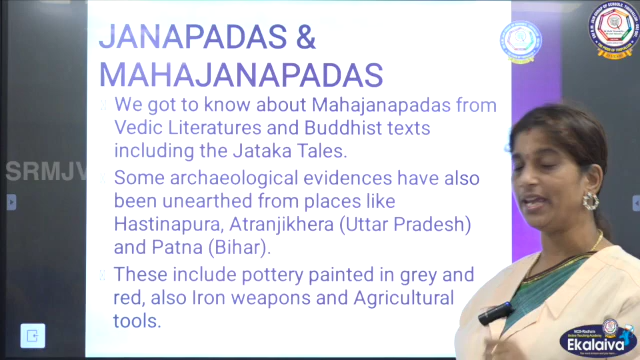 JANAPADAS &
MAHAJANAPADAS
We got to know about Mahajanapadas from
Vedic Literatures and Buddhist texts
including the Jataka Tales.
Some archaeological evidences have also
been unearthed from places like
Hastinapura, Atranjikhera (Uttar Pradesh)
and Patna (Bihar).
These include pottery painted in grey and
red, also Iron weapons and Agricultural
tools.
SRMJV
Ekalaiva